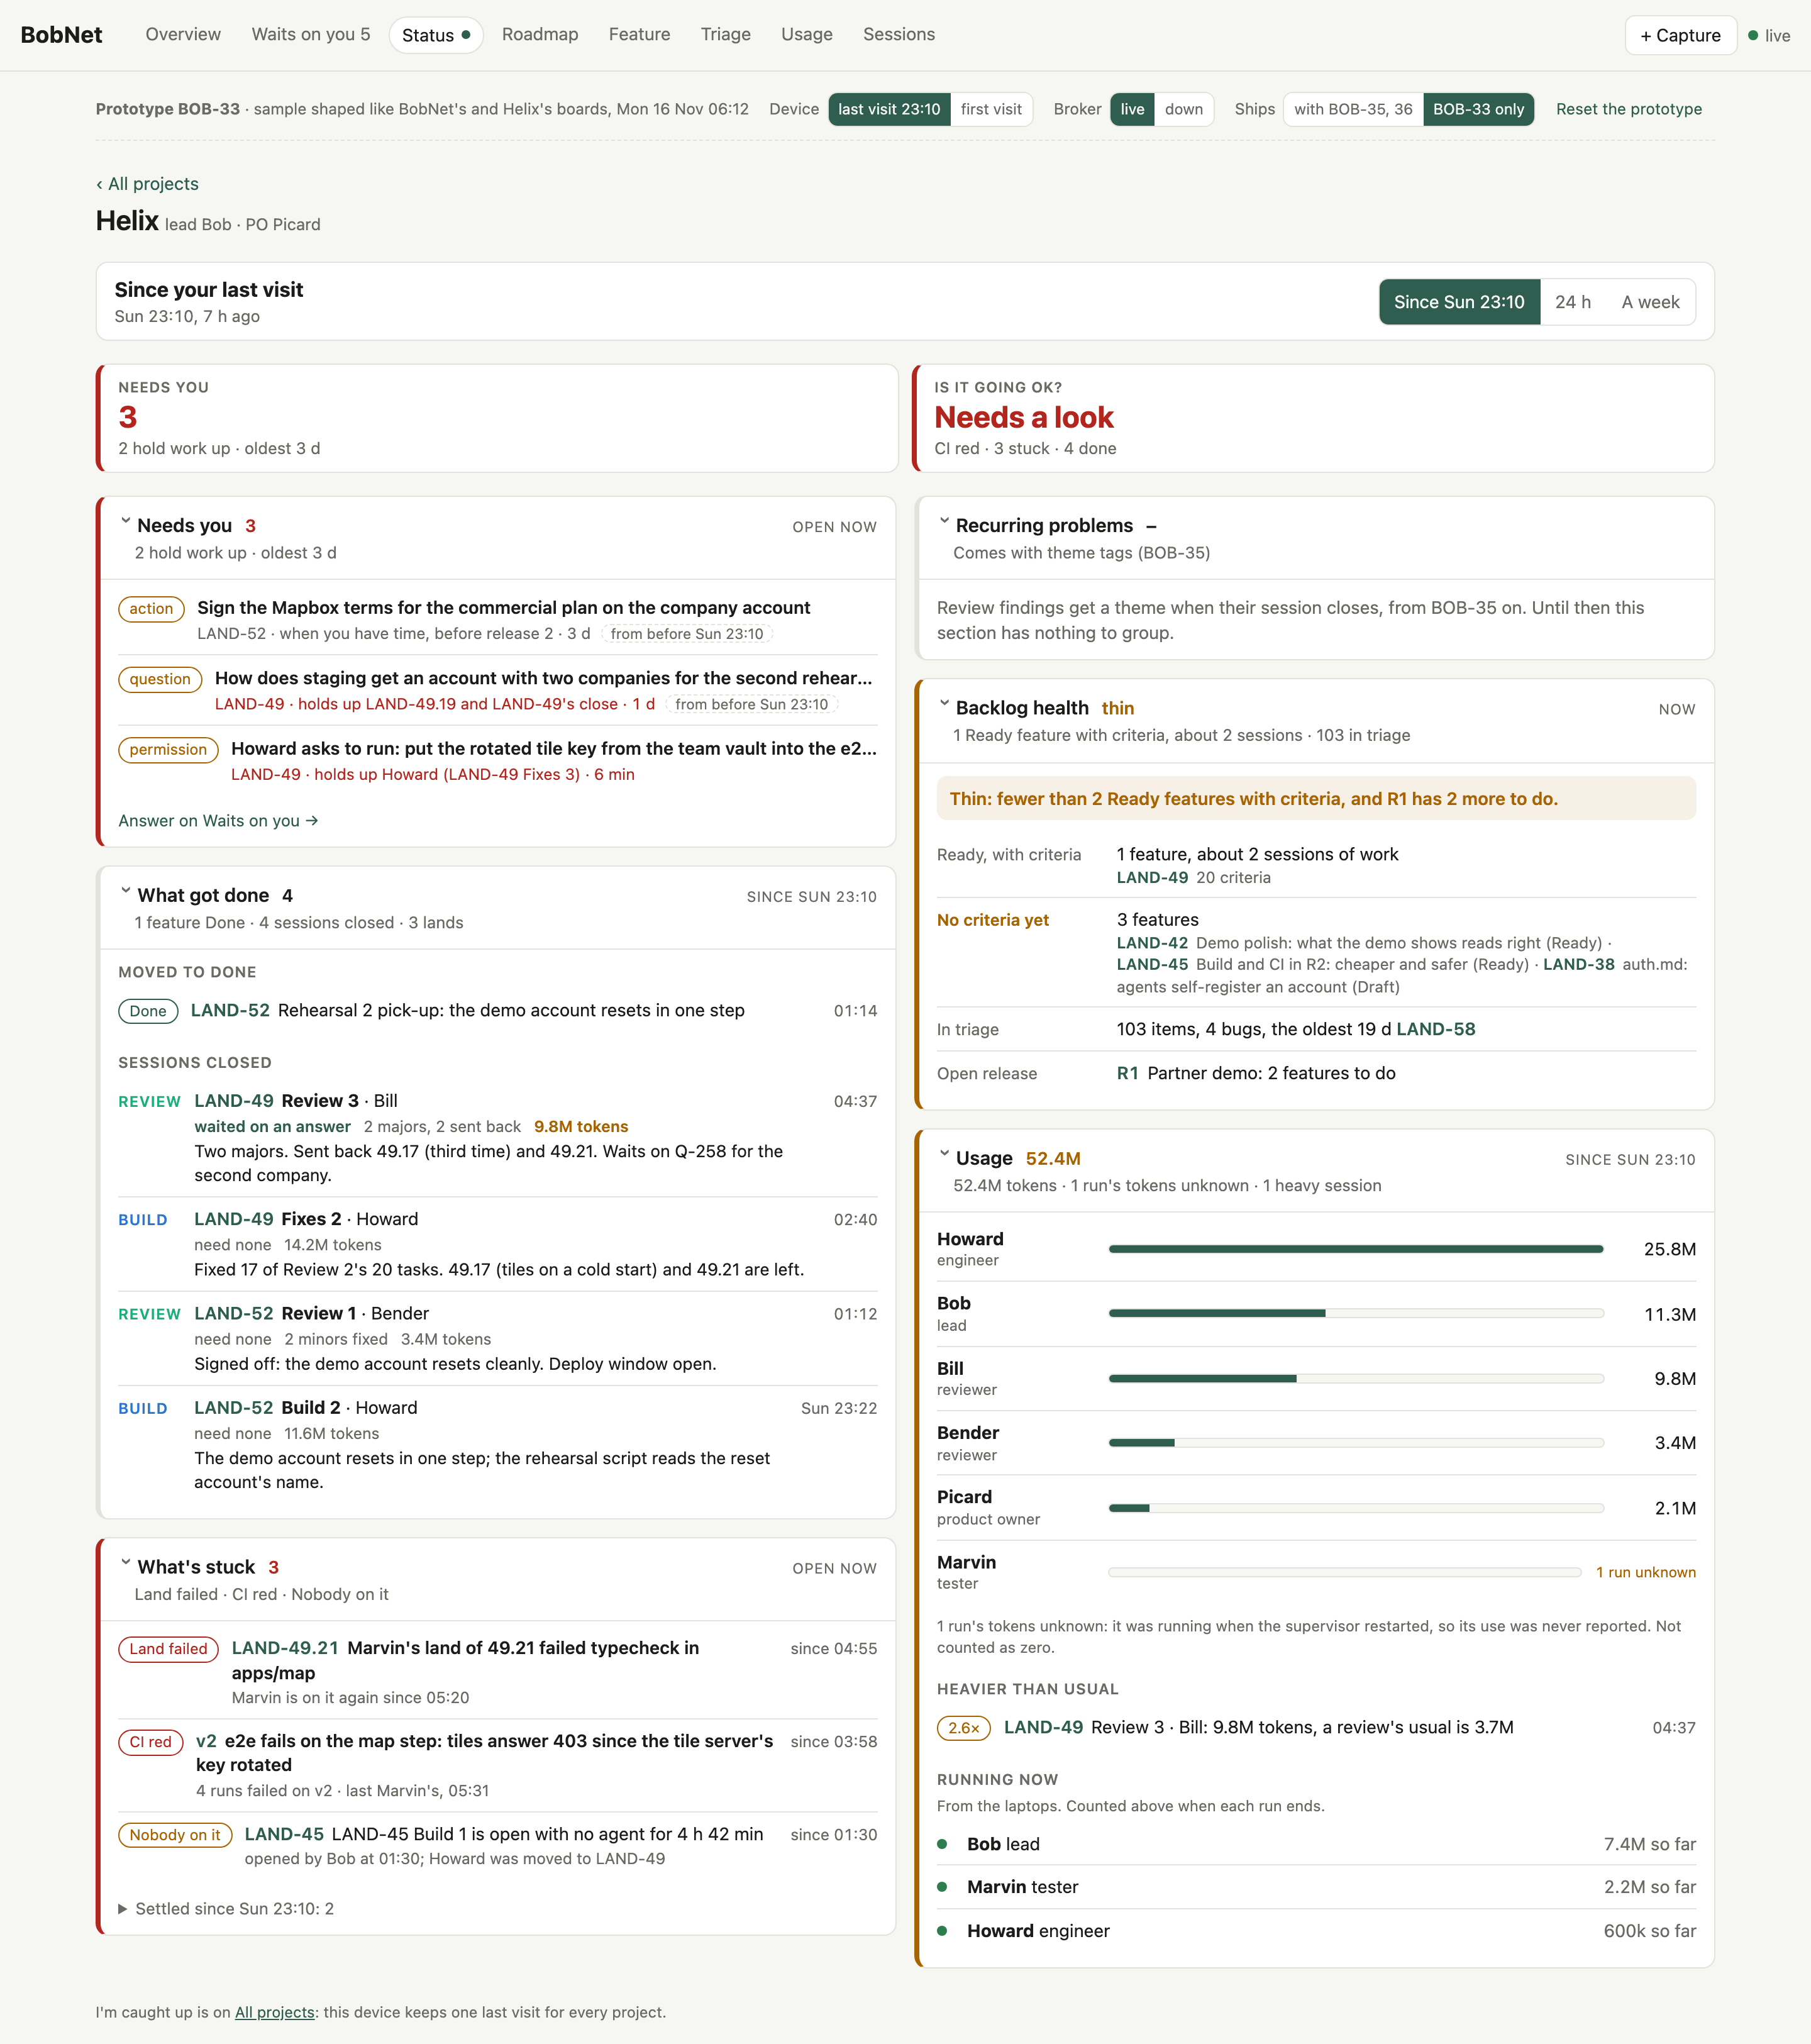 BobNet
Overview
Waits on you 5
Status
Roadmap
Feature
Triage
Usage
Sessions
+ Capture
live
Prototype BOB-33 · sample shaped like BobNet's and Helix's boards, Mon 16 Nov 06:12
Device
last visit 23:10
first visit
Broker
live
down
Ships
with BOB-35, 36
BOB-33 only
Reset the prototype
‹ All projects
Helix lead Bob · PO Picard
Since your last visit
Sun 23:10, 7 h ago
Since Sun 23:10
24 h
A week
NEEDS YOU
3
2 hold work up · oldest 3 d
IS IT GOING OK?
Needs a look
CI red · 3 stuck · 4 done
Needs you 3
OPEN NOW
2 hold work up · oldest 3 d
action
Sign the Mapbox terms for the commercial plan on the company account
LAND-52 · when you have time, before release 2 · 3 d from before Sun 23:10
question
How does staging get an account with two companies for the second rehear...
LAND-49 · holds up LAND-49.19 and LAND-49's close · 1 d from before Sun 23:10
permission
Howard asks to run: put the rotated tile key from the team vault into the e2...
LAND-49 · holds up Howard (LAND-49 Fixes 3) · 6 min
Answer on Waits on you →
What got done 4
SINCE SUN 23:10
1 feature Done · 4 sessions closed · 3 lands
MOVED TO DONE
Done
LAND-52 Rehearsal 2 pick-up: the demo account resets in one step
01:14
SESSIONS CLOSED
REVIEW
LAND-49 Review 3 · Bill
04:37
waited on an answer 2 majors, 2 sent back 9.8M tokens
Two majors. Sent back 49.17 (third time) and 49.21. Waits on Q-258 for the
second company.
BUILD
LAND-49 Fixes 2 · Howard
02:40
need none 14.2M tokens
Fixed 17 of Review 2's 20 tasks. 49.17 (tiles on a cold start) and 49.21 are left.
REVIEW
LAND-52 Review 1 · Bender
01:12
need none 2 minors fixed 3.4M tokens
Signed off: the demo account resets cleanly. Deploy window open.
BUILD
LAND-52 Build 2 · Howard
Sun 23:22
need none 11.6M tokens
The demo account resets in one step; the rehearsal script reads the reset
account's name.
What's stuck 3
OPEN NOW
Land failed · CI red · Nobody on it
Land failed
LAND-49.21 Marvin's land of 49.21 failed typecheck in
apps/map
since 04:55
Marvin is on it again since 05:20
CI red
v2 e2e fails on the map step: tiles answer 403 since the tile server's
key rotated
since 03:58
4 runs failed on v2 · last Marvin's, 05:31
Nobody on it
LAND-45 LAND-45 Build 1 is open with no agent for 4 h 42 min
since 01:30
opened by Bob at 01:30; Howard was moved to LAND-49
Settled since Sun 23:10: 2
Recurring problems –
Comes with theme tags (BOB-35)
Review findings get a theme when their session closes, from BOB-35 on. Until then this
section has nothing to group.
Backlog health thin
NOW
1 Ready feature with criteria, about 2 sessions · 103 in triage
Thin: fewer than 2 Ready features with criteria, and R1 has 2 more to do.
Ready, with criteria
1 feature, about 2 sessions of work
LAND-49 20 criteria
No criteria yet
3 features
LAND-42 Demo polish: what the demo shows reads right (Ready) ·
LAND-45 Build and CI in R2: cheaper and safer (Ready) · LAND-38 auth.md:
agents self-register an account (Draft)
In triage
103 items, 4 bugs, the oldest 19 d LAND-58
Open release
R1 Partner demo: 2 features to do
Usage 52.4M
SINCE SUN 23:10
52.4M tokens · 1 run's tokens unknown · 1 heavy session
Howard
engineer
25.8M
Bob
lead
11.3M
Bill
reviewer
9.8M
Bender
reviewer
3.4M
Picard
product owner
2.1M
Marvin
tester
1 run unknown
1 run's tokens unknown: it was running when the supervisor restarted, so its use was never reported. Not
counted as zero.
HEAVIER THAN USUAL
2.6×
LAND-49 Review 3 · Bill: 9.8M tokens, a review's usual is 3.7M
04:37
RUNNING NOW
From the laptops. Counted above when each run ends.
Bob lead
7.4M so far
Marvin tester
2.2M so far
Howard engineer
600k so far
I'm caught up is on All projects: this device keeps one last visit for every project.